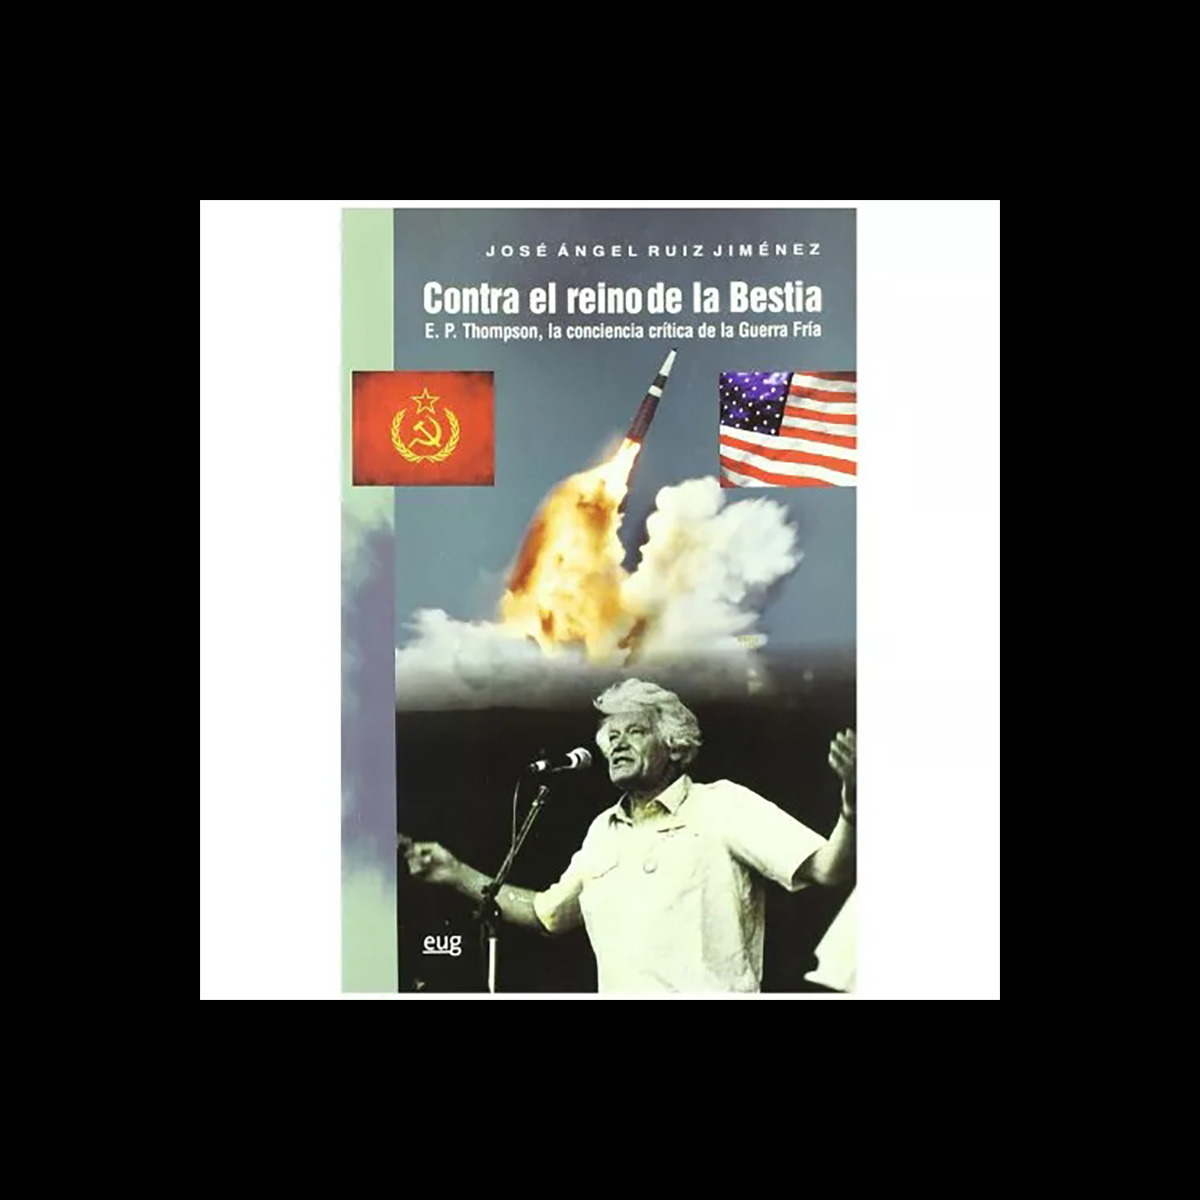 JOSÉ ÁNGEL RUIZ JIMÉNEZ
Contra el reino de la Bestia
E. P. Thompson, la conciencia crítica de la Guerra Fría
eug